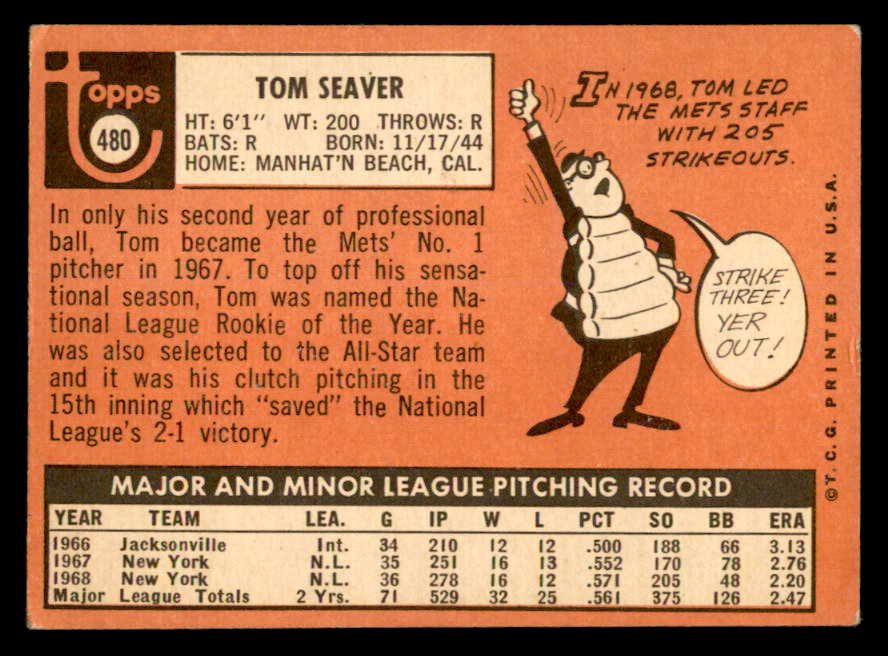 topps
480
TOM SEAVER
HT: 6'1" WT: 200 THROWS: R
BATS: R BORN: 11/17/44
HOME: MANHAT'N BEACH, CAL.
In only his second year of professional
ball, Tom became the Mets' No. 1
pitcher in 1967. To top off his sensa-
tional season, Tom was named the Na-
tional League Rookie of the Year. He
was also selected to the All-Star team
and it was his clutch pitching in the
15th inning which "saved" the National
League's 2-1 victory.
IN 1968, TOM LED
THE METS STAFF
WITH 205
STRIKEOUTS.
STRIKE
THREE!
YER
OUT!
©T.C.G. PRINTED IN U.S.A.
MAJOR AND MINOR LEAGUE PITCHING RECORD
YEAR TEAM LEA. G IP W L PCT SO BB ERA
1966 Jacksonville Int. 34 210 12 12 .500 188 66 3.13
1967 New York N.L. 35 251 16 13 .552 170 78 2.76
1968 New York N.L. 36 278 16 12 .571 205 48 2.20
Major League Totals 2 Yrs. 71 529 32 25 .561 375 126 2.47